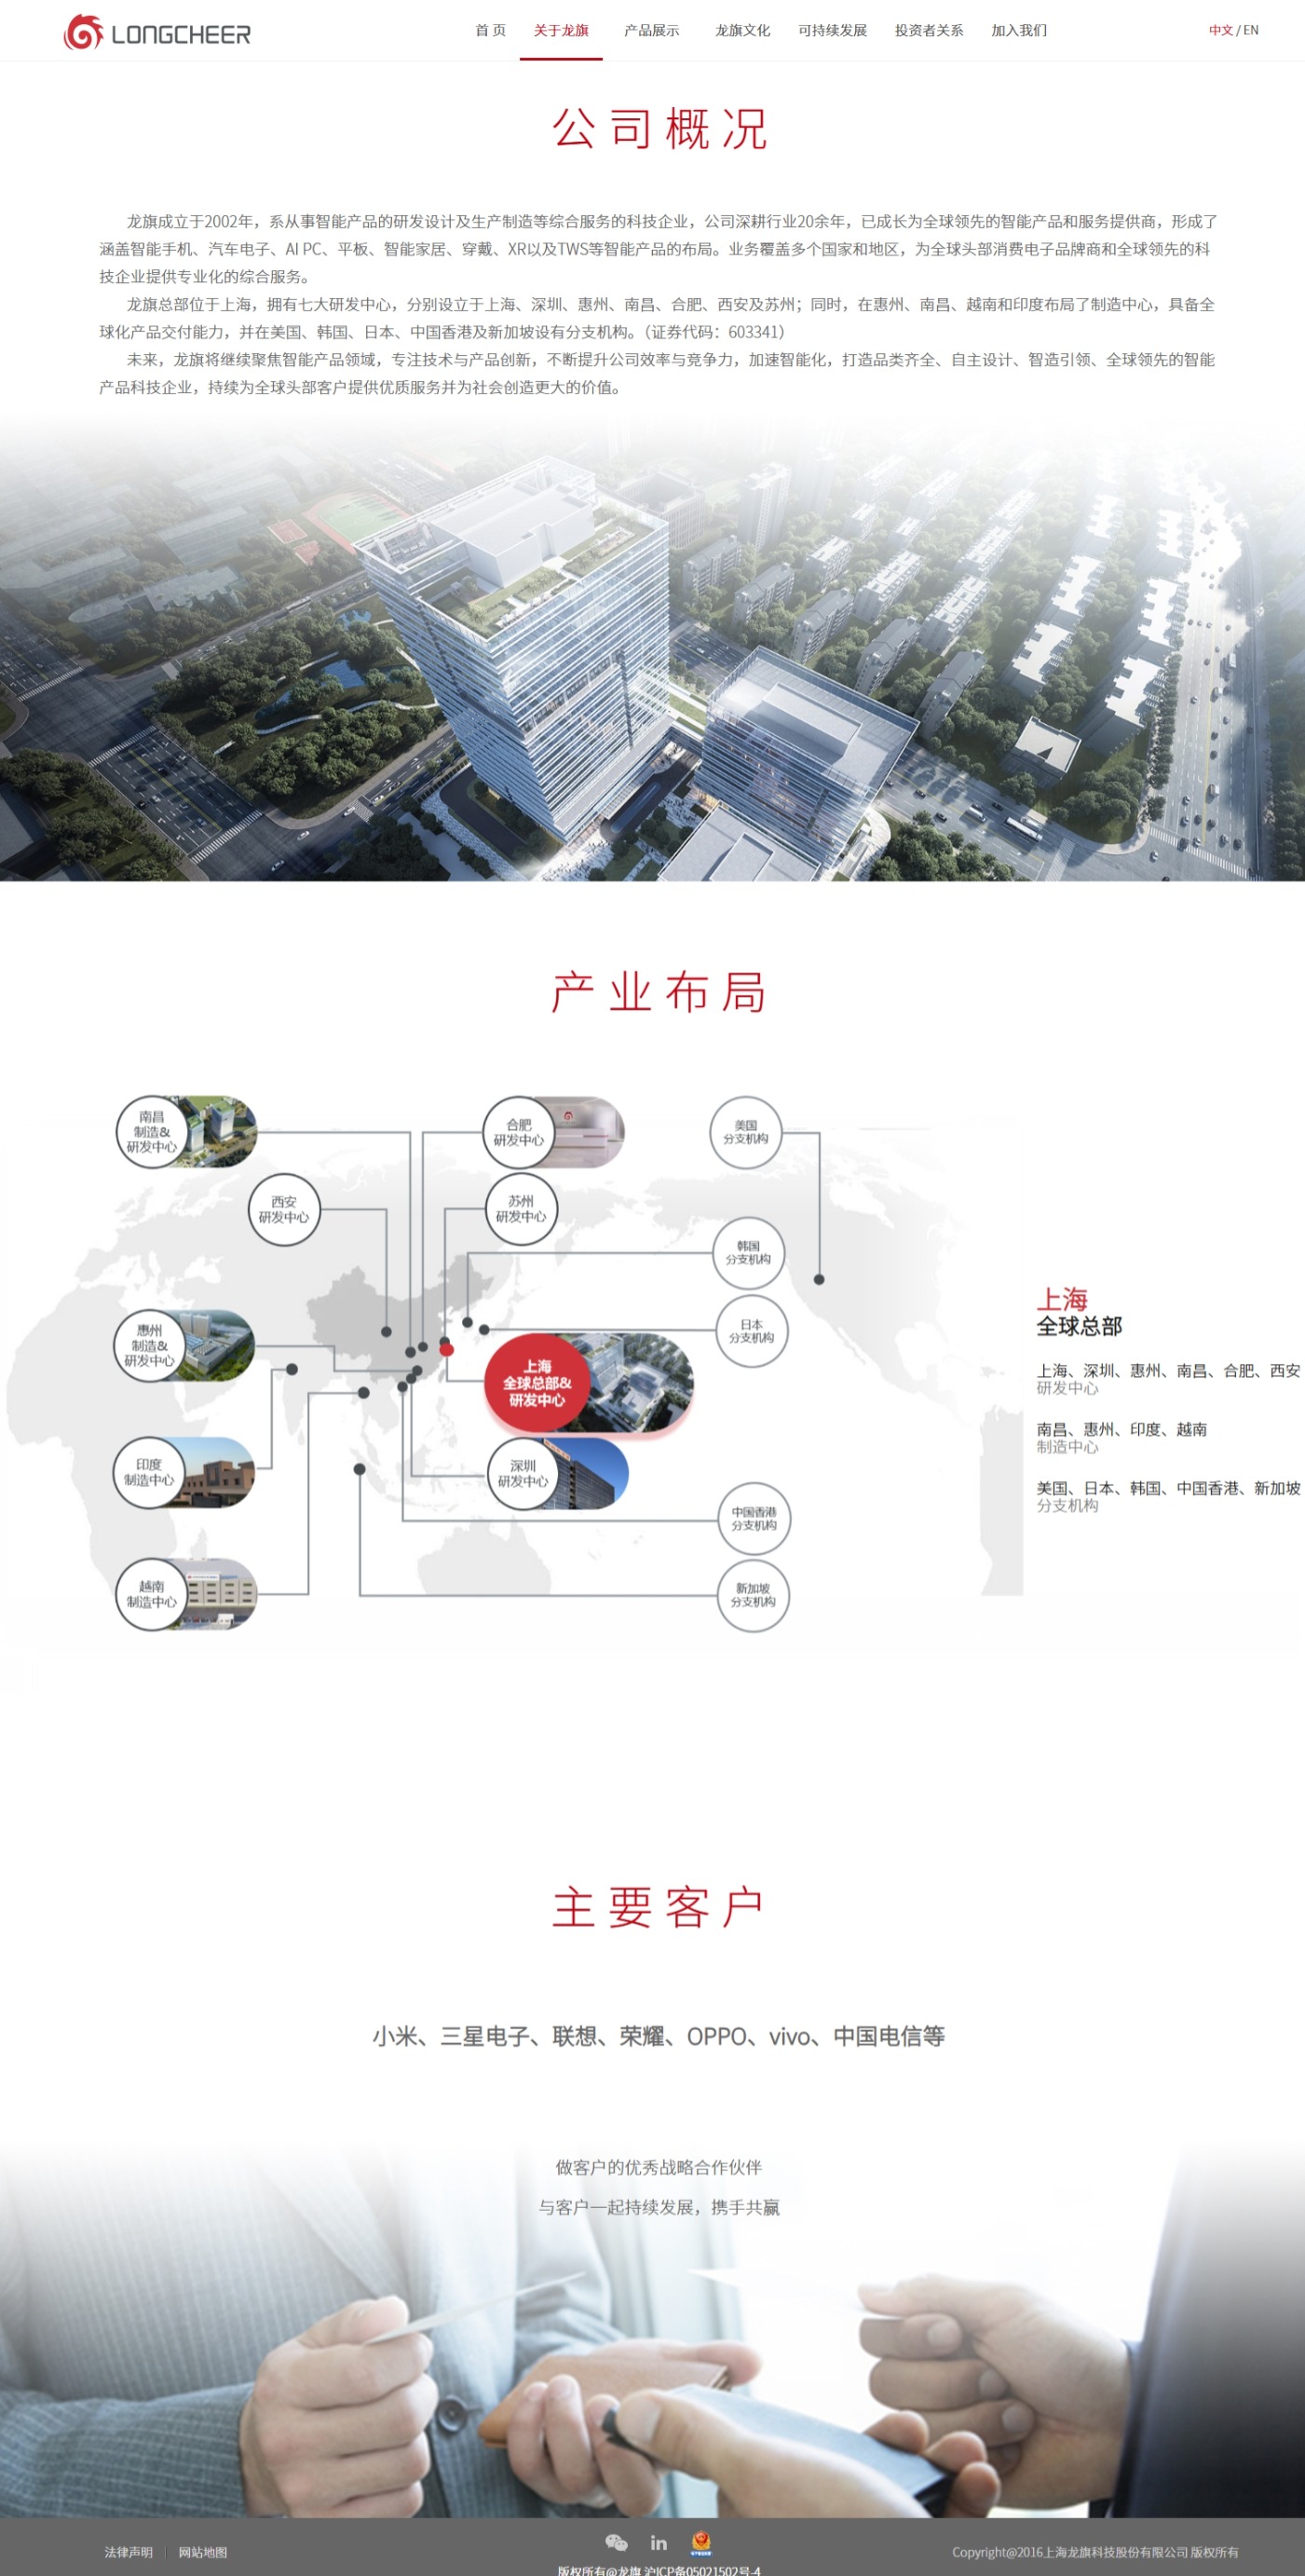 LONGCHEER
首 页 关于龙旗 产品展示 龙旗文化 可持续发展 投资者关系 加入我们 中文 / EN
公司概况
龙旗成立于2002年，系从事智能产品的研发设计及生产制造等综合服务的科技企业，公司深耕行业20余年，已成长为全球领先的智能产品和服务提供商，形成了
涵盖智能手机、汽车电子、AI PC、平板、智能家居、穿戴、XR以及TWS等智能产品的布局。业务覆盖多个国家和地区，为全球头部消费电子品牌商和全球领先的科
技企业提供专业化的综合服务。
龙旗总部位于上海，拥有七大研发中心，分别设立于上海、深圳、惠州、南昌、合肥、西安及苏州；同时，在惠州、南昌、越南和印度布局了制造中心，具备全
球化产品交付能力，并在美国、韩国、日本、中国香港及新加坡设有分支机构。（证券代码：603341）
未来，龙旗将继续聚焦智能产品领域，专注技术与产品创新，不断提升公司效率与竞争力，加速智能化，打造品类齐全、自主设计、智造引领、全球领先的智能
产品科技企业，持续为全球头部客户提供优质服务并为社会创造更大的价值。
产业布局
南昌
制造&
研发中心
合肥
研发中心
美国
分支机构
西安
研发中心
苏州
研发中心
韩国
分支机构
惠州
制造&
研发中心
日本
分支机构
上海
全球总部&
研发中心
印度
制造中心
深圳
研发中心
中国香港
分支机构
越南
制造中心
新加坡
分支机构
上海
全球总部
上海、深圳、惠州、南昌、合肥、西安
研发中心
南昌、惠州、印度、越南
制造中心
美国、日本、韩国、中国香港、新加坡
分支机构
主要客户
小米、三星电子、联想、荣耀、OPPO、vivo、中国电信等
做客户的优秀战略合作伙伴
与客户一起持续发展，携手共赢
法律声明 | 网站地图
in
Copyright@2016上海龙旗科技股份有限公司 版权所有
版权所有@龙旗 沪ICP备05021502号-4